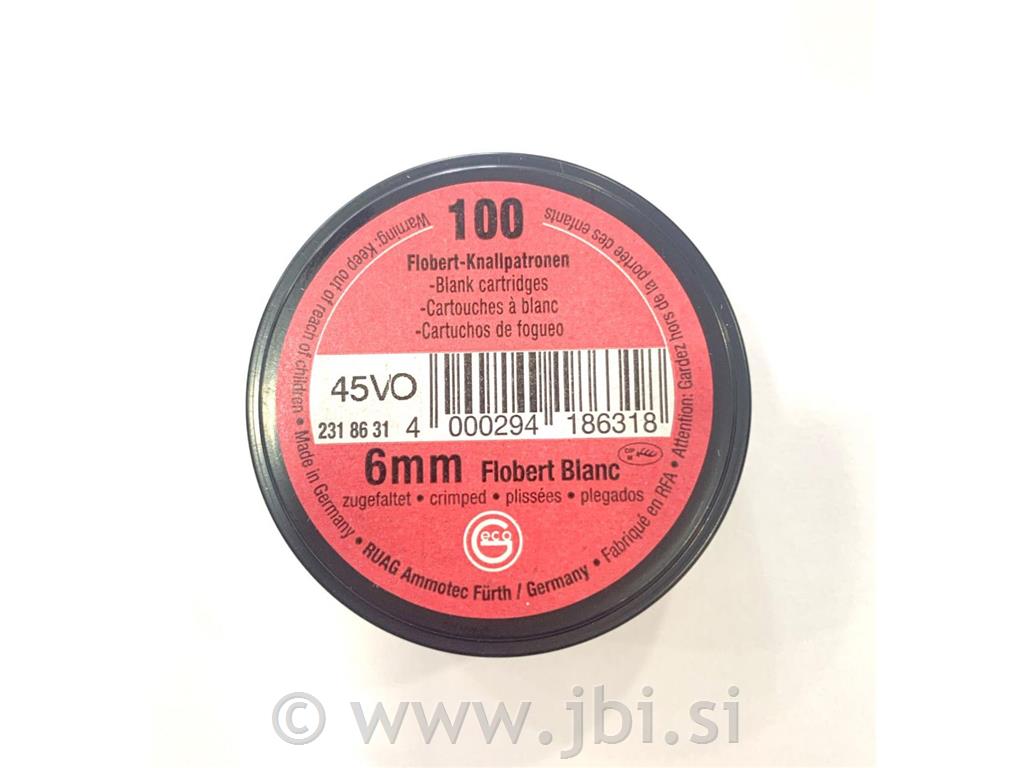 100
Flobert-Knallpatronen
-Blank cartridges
-Cartouches à blanc
-Cartuchos de fogueo
45VO
231 86 31
4 000294 186318
6mm Flobert Blanc
zugefaltet • crimped • plissées • plegados
Geco
Warning: Keep out of reach of children • Made in Germany • RUAG Ammotec Fürth / Germany • Fabriqué en RFA • Attention: Gardez hors de la portée des enfants
© www.jbi.si